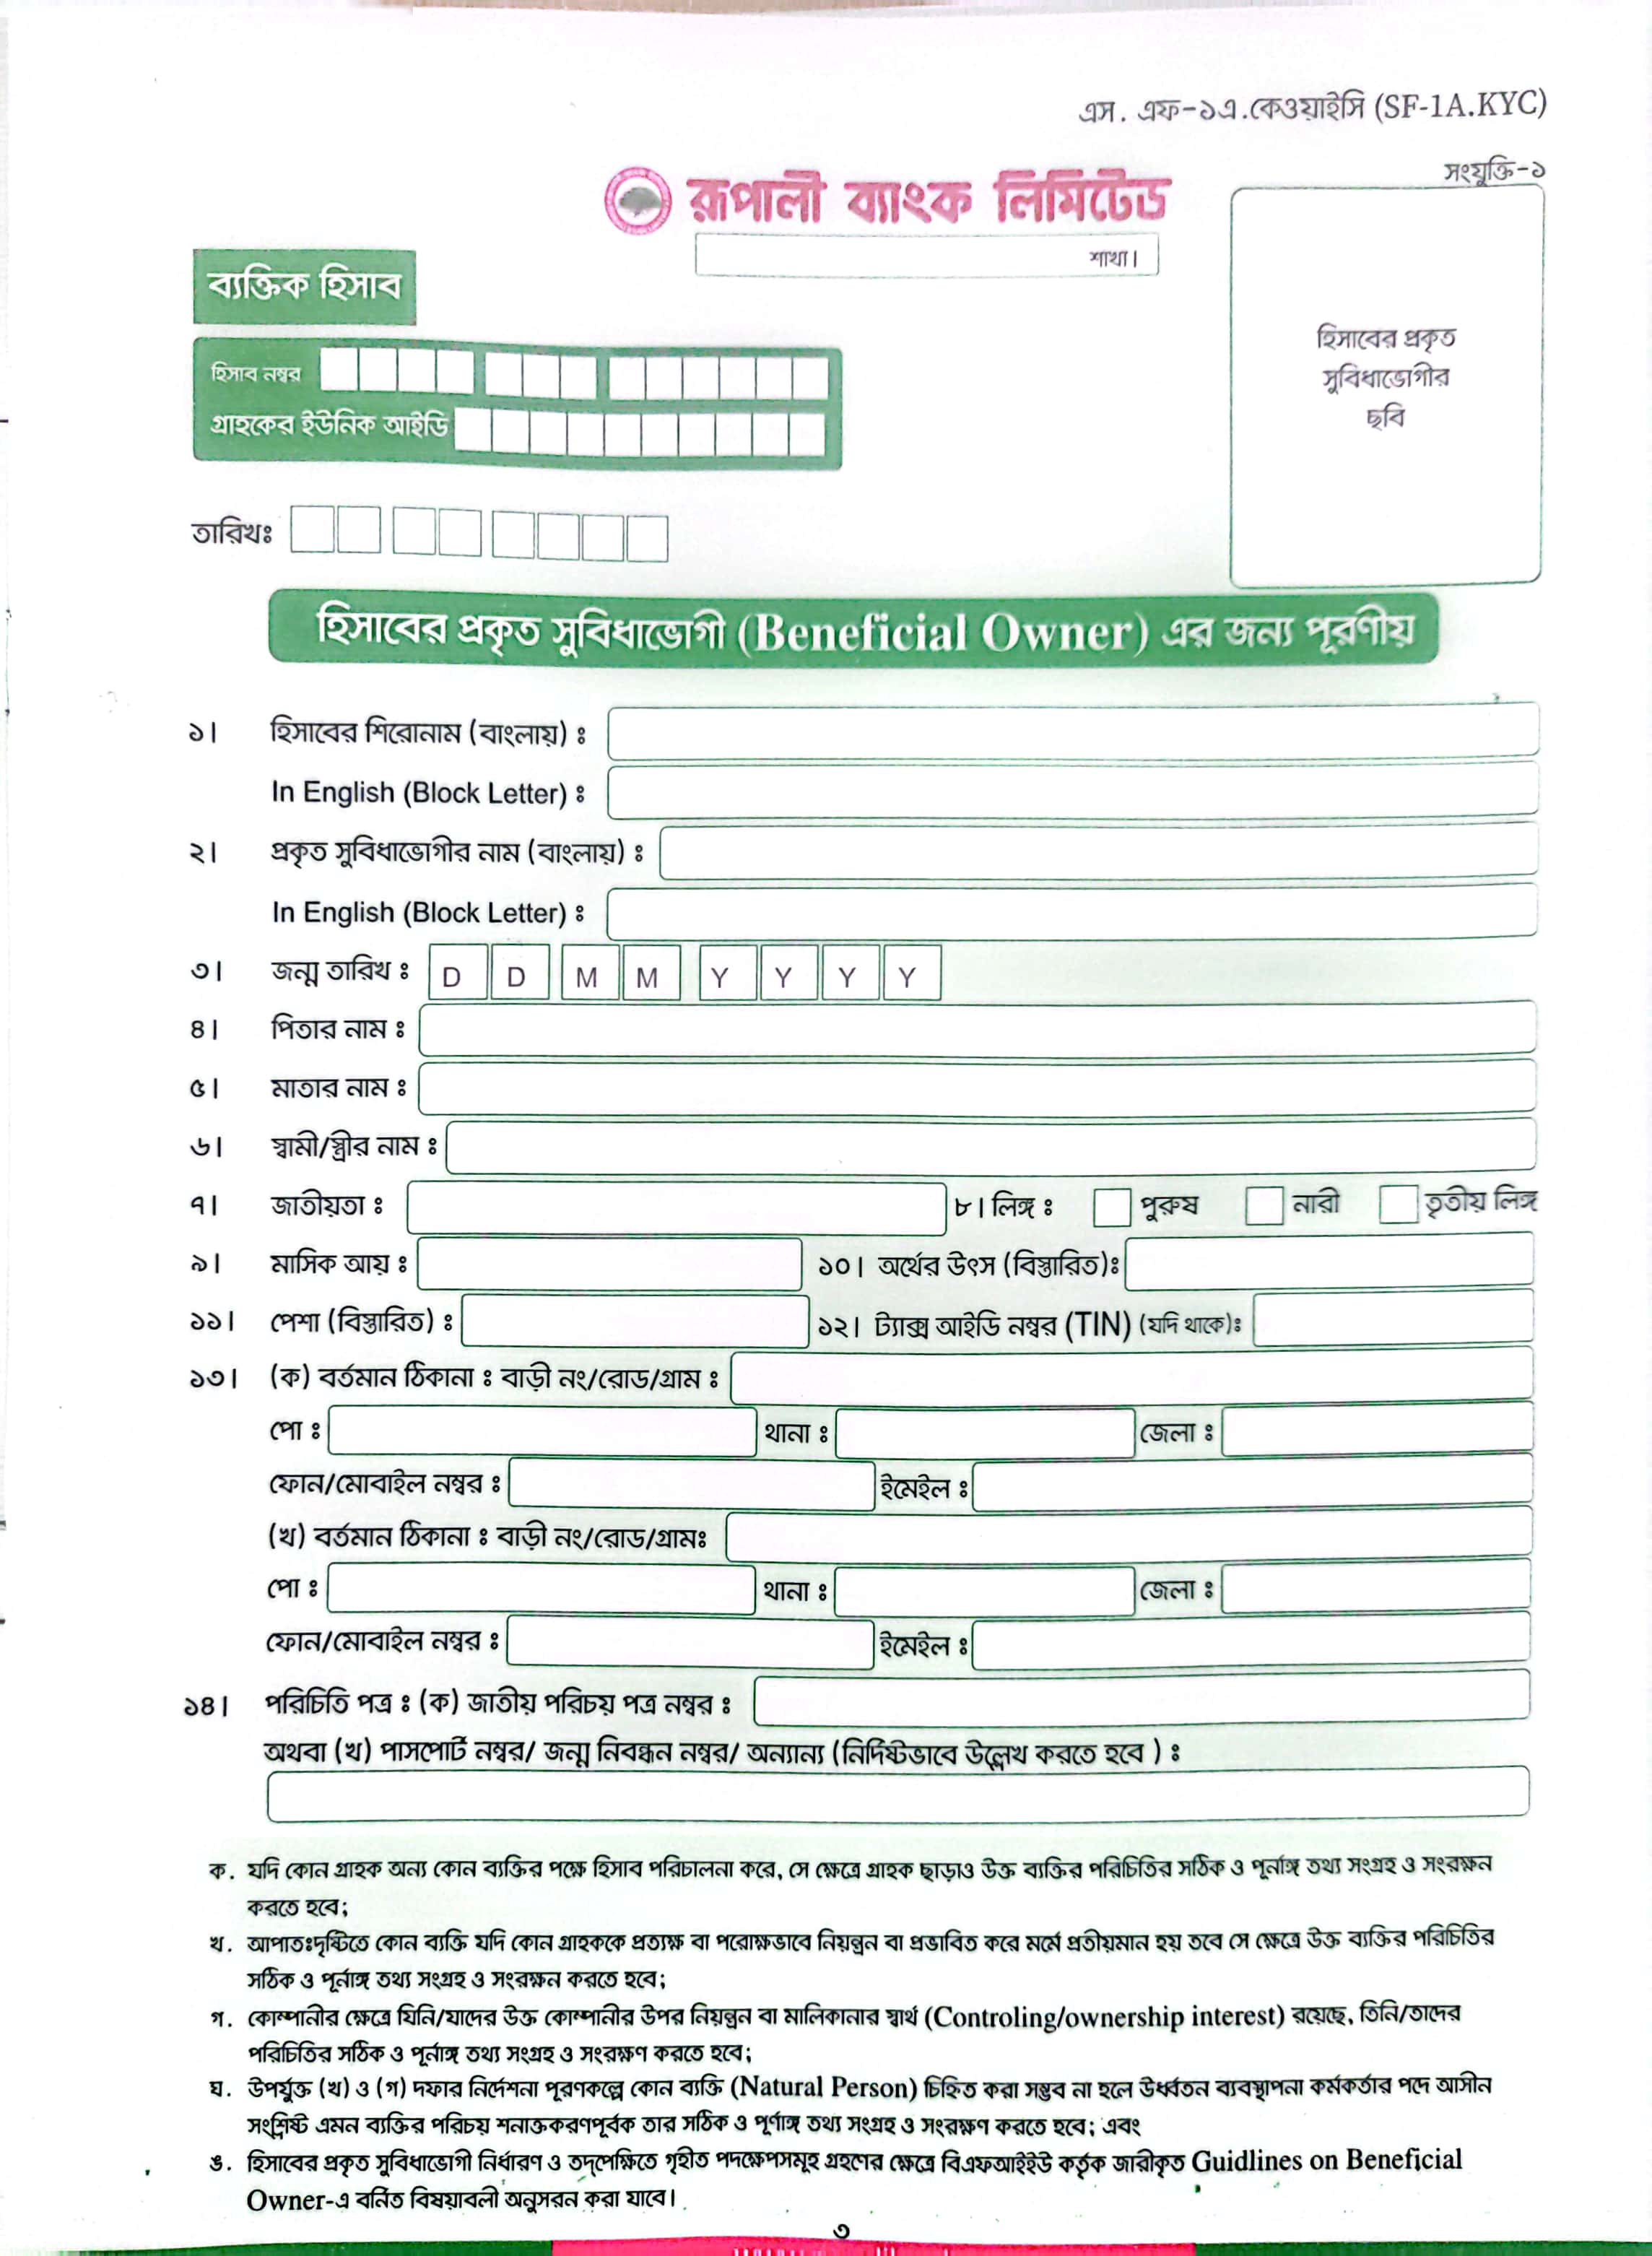 এস. এফ-১এ.কেওয়াইসি (SF-1A.KYC)
সংযুক্তি-১
রূপালী ব্যাংক লিমিটেড
শাখা।
ব্যক্তিক হিসাব
হিসাবের প্রকৃত
সুবিধাভোগীর
ছবি
হিসাব নম্বর
গ্রাহকের ইউনিক আইডি
তারিখঃ
হিসাবের প্রকৃত সুবিধাভোগী (Beneficial Owner) এর জন্য পূরণীয়
১। হিসাবের শিরোনাম (বাংলায়) ঃ
In English (Block Letter) ঃ
২। প্রকৃত সুবিধাভোগীর নাম (বাংলায়) ঃ
In English (Block Letter) ঃ
৩। জন্ম তারিখ ঃ D D M M Y Y Y Y
৪। পিতার নাম ঃ
৫। মাতার নাম ঃ
৬। স্বামী/স্ত্রীর নাম ঃ
৭। জাতীয়তা ঃ ৮। লিঙ্গ ঃ পুরুষ নারী তৃতীয় লিঙ্গ
৯। মাসিক আয় ঃ ১০। অর্থের উৎস (বিস্তারিত)ঃ
১১। পেশা (বিস্তারিত) ঃ ১২। ট্যাক্স আইডি নম্বর (TIN) (যদি থাকে)ঃ
১৩। (ক) বর্তমান ঠিকানা ঃ বাড়ী নং/রোড/গ্রাম ঃ
পো ঃ থানা ঃ জেলা ঃ
ফোন/মোবাইল নম্বর ঃ ইমেইল ঃ
(খ) বর্তমান ঠিকানা ঃ বাড়ী নং/রোড/গ্রামঃ
পো ঃ থানা ঃ জেলা ঃ
ফোন/মোবাইল নম্বর ঃ ইমেইল ঃ
১৪। পরিচিতি পত্র ঃ (ক) জাতীয় পরিচয় পত্র নম্বর ঃ
অথবা (খ) পাসপোর্ট নম্বর/ জন্ম নিবন্ধন নম্বর/ অন্যান্য (নির্দিষ্টভাবে উল্লেখ করতে হবে ) ঃ
ক. যদি কোন গ্রাহক অন্য কোন ব্যক্তির পক্ষে হিসাব পরিচালনা করে, সে ক্ষেত্রে গ্রাহক ছাড়াও উক্ত ব্যক্তির পরিচিতির সঠিক ও পূর্নাঙ্গ তথ্য সংগ্রহ ও সংরক্ষন
করতে হবে;
খ. আপাতঃদৃষ্টিতে কোন ব্যক্তি যদি কোন গ্রাহককে প্রত্যক্ষ বা পরোক্ষভাবে নিয়ন্ত্রন বা প্রভাবিত করে মর্মে প্রতীয়মান হয় তবে সে ক্ষেত্রে উক্ত ব্যক্তির পরিচিতির
সঠিক ও পূর্নাঙ্গ তথ্য সংগ্রহ ও সংরক্ষন করতে হবে;
গ. কোম্পানীর ক্ষেত্রে যিনি/যাদের উক্ত কোম্পানীর উপর নিয়ন্ত্রন বা মালিকানার স্বার্থ (Controling/ownership interest) রয়েছে, তিনি/তাদের
পরিচিতির সঠিক ও পূর্নাঙ্গ তথ্য সংগ্রহ ও সংরক্ষণ করতে হবে;
ঘ. উপর্যুক্ত (খ) ও (গ) দফার নির্দেশনা পূরণকল্পে কোন ব্যক্তি (Natural Person) চিহ্নিত করা সম্ভব না হলে উর্ধ্বতন ব্যবস্থাপনা কর্মকর্তার পদে আসীন
সংশ্লিষ্ট এমন ব্যক্তির পরিচয় শনাক্তকরণপূর্বক তার সঠিক ও পূর্ণাঙ্গ তথ্য সংগ্রহ ও সংরক্ষণ করতে হবে; এবং
ঙ. হিসাবের প্রকৃত সুবিধাভোগী নির্ধারণ ও তদ্‌পেক্ষিতে গৃহীত পদক্ষেপসমূহ গ্রহণের ক্ষেত্রে বিএফআইইউ কর্তৃক জারীকৃত Guidlines on Beneficial
Owner-এ বর্নিত বিষয়াবলী অনুসরন করা যাবে।
৩